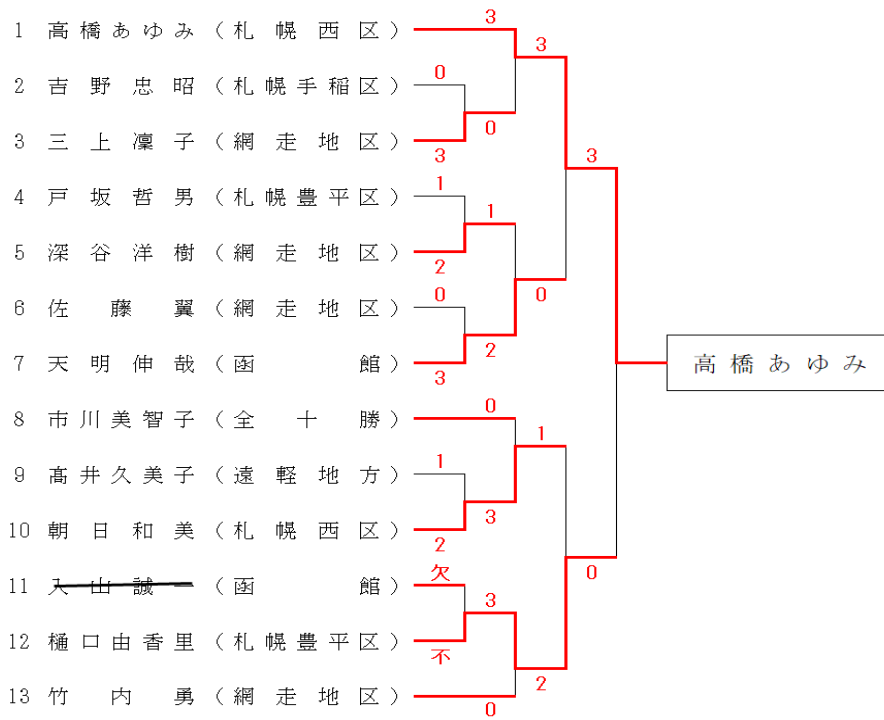 1 高橋あゆみ（札幌西区） 3
3
2 吉野忠昭（札幌手稲区） 0
0
3 三上凜子（網走地区） 3
3
4 戸坂哲男（札幌豊平区） 1
1
5 深谷洋樹（網走地区） 2
0
6 佐藤翼（網走地区） 0
2
7 天明伸哉（函館） 3
高橋あゆみ
8 市川美智子（全十勝） 0
1
9 髙井久美子（遠軽地方） 1
3
10 朝日和美（札幌西区） 2
0
11 入山誠一（函館） 欠
3
12 樋口由香里（札幌豊平区） 不
2
13 竹内勇（網走地区） 0